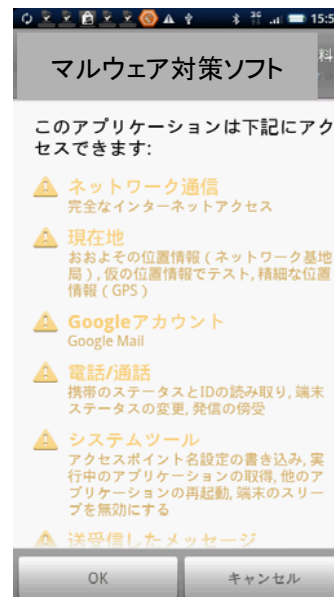 3G
15:5
マルウェア対策ソフト
料
このアプリケーションは下記にアク
セスできます:
ネットワーク通信
完全なインターネットアクセス
現在地
おおよその位置情報(ネットワーク基地
局), 仮の位置情報でテスト, 精細な位置
情報(GPS)
Googleアカウント
Google Mail
電話/通話
携帯のステータスとIDの読み取り, 端末
ステータスの変更, 発信の傍受
システムツール
アクセスポイント名設定の書き込み, 実
行中のアプリケーションの取得, 他のア
プリケーションの再起動, 端末のスリー
プを無効にする
送受信したメッセージ
OK
キャンセル